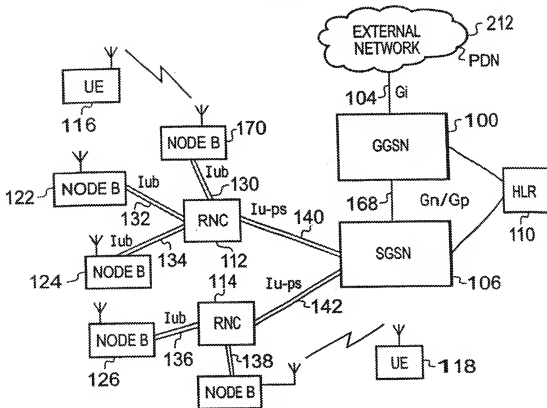 EXTERNAL
NETWORK
212
PDN
104
Gi
UE
116
NODE B
170
GGSN
100
Iub
130
122
NODE B
Iub
132
RNC
112
Iu-ps
140
168
Gn/Gp
HLR
110
Iub
134
124
NODE B
SGSN
106
114
RNC
Iu-ps
142
NODE B
126
Iub
136
138
NODE B
UE
118